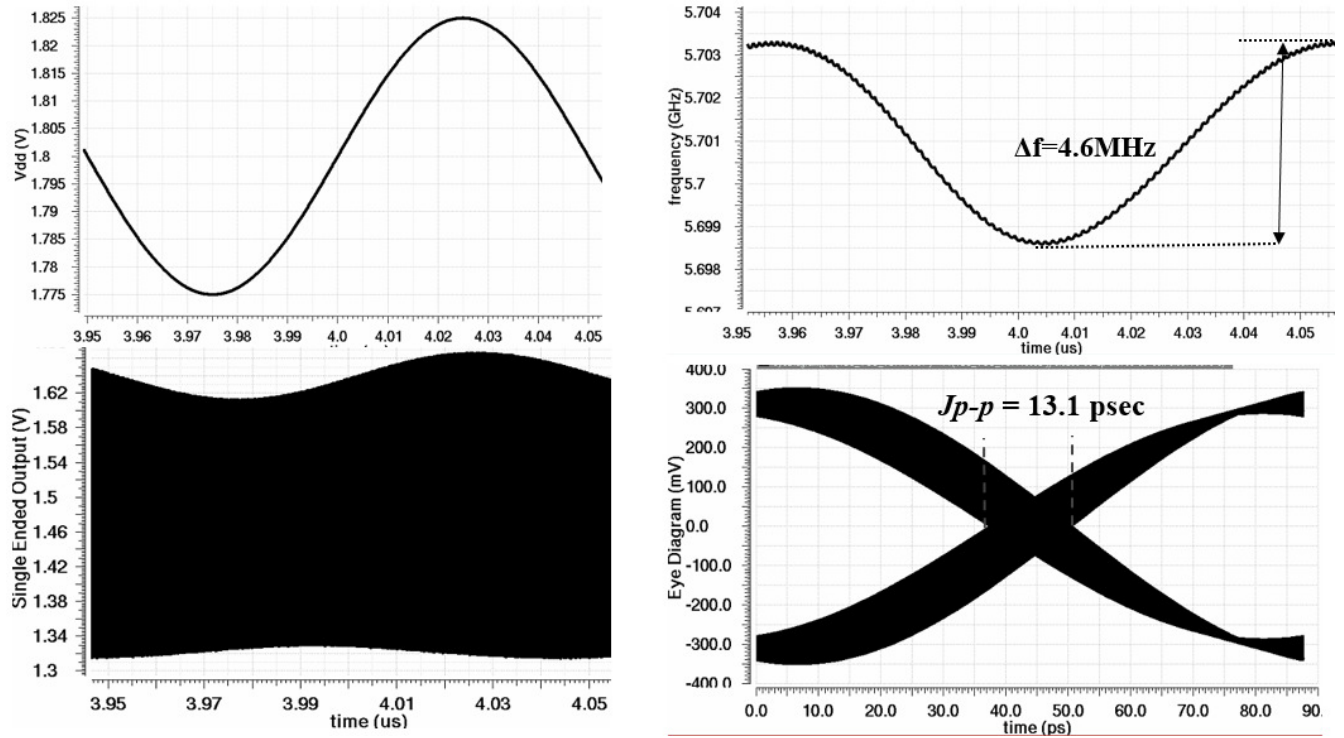 Vdd (V)
1.825
1.82
1.815
1.81
1.805
1.8
1.795
1.79
1.785
1.78
1.775
3.95 3.96 3.97 3.98 3.99 4.0 4.01 4.02 4.03 4.04 4.05
frequency (GHz)
5.704
5.703
5.702
5.701
5.7
5.699
5.698
Δf=4.6MHz
3.95 3.96 3.97 3.98 3.99 4.0 4.01 4.02 4.03 4.04 4.05
time (us)
Single Ended Output (V)
1.62
1.58
1.54
1.5
1.46
1.42
1.38
1.34
1.3
3.95 3.97 3.99 4.01 4.03 4.05
time (us)
Eye Diagram (mV)
400.0
300.0
200.0
100.0
0.0
-100.0
-200.0
-300.0
-400.0
Jp-p = 13.1 psec
0.0 10.0 20.0 30.0 40.0 50.0 60.0 70.0 80.0 90.
time (ps)